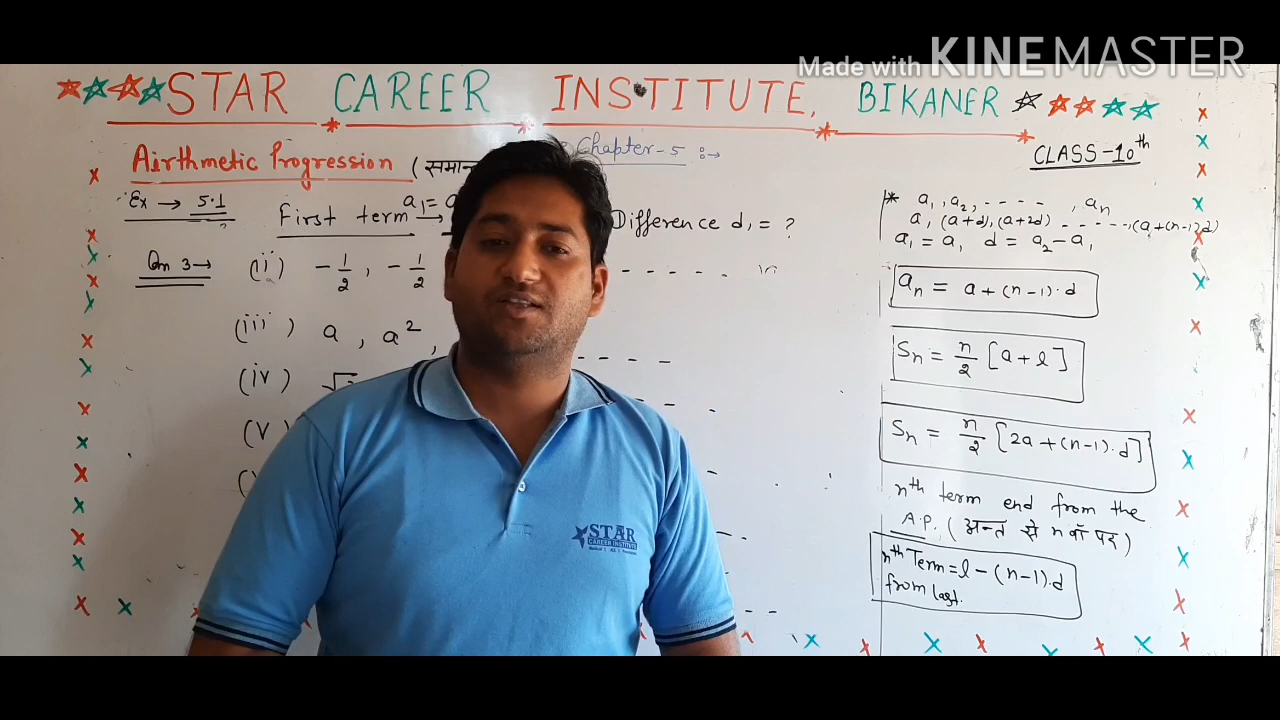 Made with KINEMASTER
STAR CAREER INSTITUTE, BIKANER
Airthmetic Progression (
Chapter-5 :→
CLASS-10th
Ex → 5.1
First term a1 =
Difference d, = ?
Qn 3→ (ii) -1/2, -1/2
(iii) a, a²,
(iv)
(V
* a1, a2, - - - - , an
a, (a+d), (a+2d) - - - - - -, (a+(n-1)d)
a1 = a, d = a2 - a1
an = a + (n-1)·d
Sn = n/2 [a + l]
Sn = n/2 [2a + (n-1)·d]
nth term end from the
A.P. (अन्त से nवाँ पद)
nth Term = l - (n-1)·d
from last.
STAR
CAREER INSTITUTE